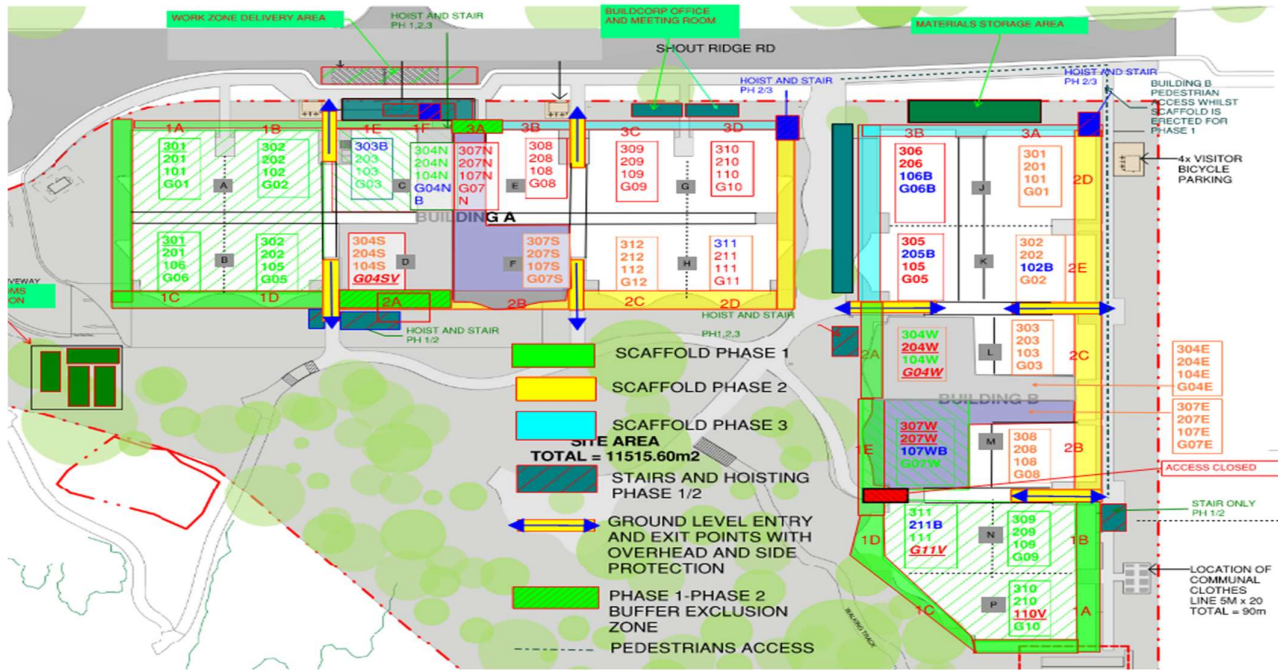 WORK ZONE DELIVERY AREA
HOIST AND STAIR
PH 1,2,3
BUILDCORP OFFICE
AND MEETING ROOM
SHOUT RIDGE RD
MATERIALS STORAGE AREA
HOIST AND STAIR
PH 2/3
HOIST AND STAIR
PH 2/3
BUILDING B
PEDESTRIAN
ACCESS WHILST
SCAFFOLD IS
ERECTED FOR
PHASE 1
4x VISITOR
BICYCLE
PARKING
1A
1B
1E
1F
3A
3B
3C
3D
301
201
101
G01
A
302
202
102
G02
303B
203
103
G03
C
304N
204N
104N
G04N
B
307N
207N
107N
G07
N
308
208
108
G08
E
309
209
109
G09
G
310
210
110
G10
BUILDING A
301
201
106
G06
B
302
202
105
G05
304S
204S
104S
G04SV
D
F
307S
207S
107S
G07S
312
212
112
G12
H
311
211
111
G11
1C
1D
2A
2B
2C
2D
HOIST AND STAIR
PH 1/2
HOIST AND STAIR
PH1,2,3
VEWAY
OMS
ON
3B
3A
306
206
106B
G06B
J
301
201
101
G01
2D
305
205B
105
G05
K
302
202
102B
G02
2E
2A
304W
204W
104W
G04W
L
303
203
103
G03
2C
304E
204E
104E
G04E
BUILDING B
307E
207E
107E
G07E
1E
307W
207W
107WB
G07W
M
308
208
108
G08
2B
ACCESS CLOSED
STAIR ONLY
PH 1/2
1D
311
211B
111
G11V
N
309
209
109
G09
1B
1C
P
310
210
110V
G10
1A
LOCATION OF
COMMUNAL
CLOTHES
LINE 5M x 20
TOTAL = 90m
WALKING TRACK
SCAFFOLD PHASE 1
SCAFFOLD PHASE 2
SCAFFOLD PHASE 3
SITE AREA
TOTAL = 11515.60m2
STAIRS AND HOISTING
PHASE 1/2
GROUND LEVEL ENTRY
AND EXIT POINTS WITH
OVERHEAD AND SIDE
PROTECTION
PHASE 1-PHASE 2
BUFFER EXCLUSION
ZONE
PEDESTRIANS ACCESS